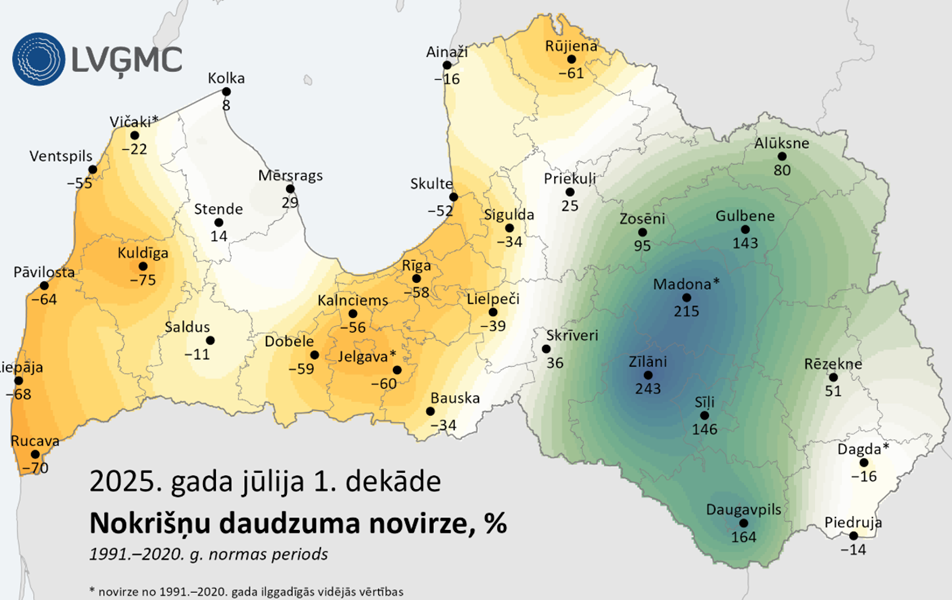 LVĢMC
Ainaži
−16
Rūjiena
−61
Kolka
8
Vičaki*
−22
Ventspils
−55
Mērsrags
29
Stende
14
Skulte
−52
Sigulda
−34
Priekuļi
25
Alūksne
80
Zosēni
95
Gulbene
143
Kuldīga
−75
Pāvilosta
−64
Rīga
−58
Madona*
215
Kalnciems
−56
Lielpeči
−39
Saldus
−11
Dobele
−59
Jelgava*
−60
Skrīveri
36
Zīlāni
243
Rēzekne
51
Liepāja
−68
Bauska
−34
Sīļi
146
Rucava
−70
Dagda*
−16
Daugavpils
164
Piedruja
−14
2025. gada jūlija 1. dekāde
Nokrišņu daudzuma novirze, %
1991.–2020. g. normas periods
* novirze no 1991.–2020. gada ilggadīgās vidējās vērtības